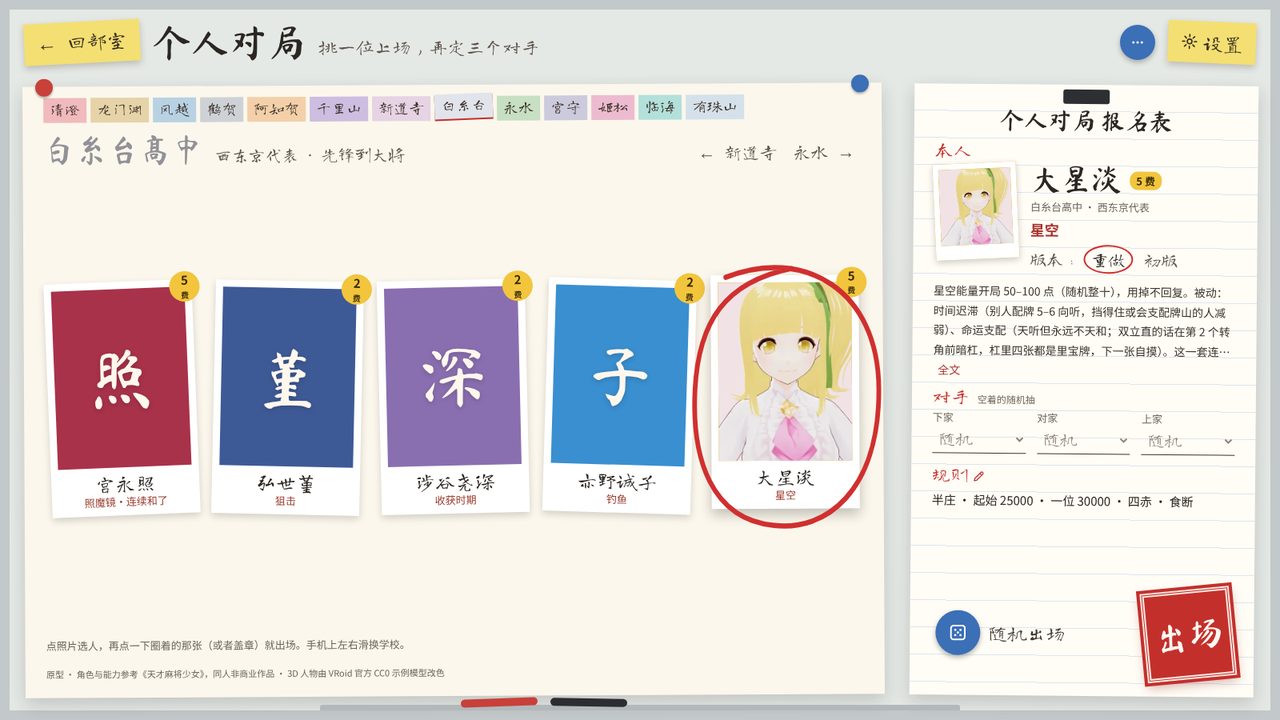 ← 回部室
个人对局 挑一位上场，再定三个对手
···
设置
清澄 龙门渊 风越 鹤贺 阿知贺 千里山 新道寺 白糸台 永水 宫守 姬松 临海 有珠山
白糸台高中 西东京代表 · 先锋到大将
← 新道寺 永水 →
5 费
照
宫永照
照魔镜·连续和了
2 费
菫
弘世菫
狙击
2 费
深
涉谷尧深
收获时期
2 费
子
亦野诚子
钓鱼
5 费
大星淡
星空
点照片选人，再点一下圈着的那张（或者盖章）就出场。手机上左右滑换学校。
原型 · 角色与能力参考《天才麻将少女》，同人非商业作品 · 3D 人物由 VRoid 官方 CC0 示例模型改色
个人对局 报名表
本人
大星淡 5 费
白糸台高中 · 西东京代表
星空
版本： 重做 初版
星空能量开局 50–100 点（随机整十），用掉不回复。被动：
时间迟滞（别人配牌 5–6 向听，挡得住或会支配牌山的人减
弱）、命运支配（天听但永远不天和；双立直的话在第 2 个转
角前暗杠，杠里四张都是里宝牌，下一张自摸）。这一套连…
全文
对手 空着的随机抽
下家 对家 上家
随机 随机 随机
规则
半庄 · 起始 25000 · 一位 30000 · 四赤 · 食断
随机出场
出场